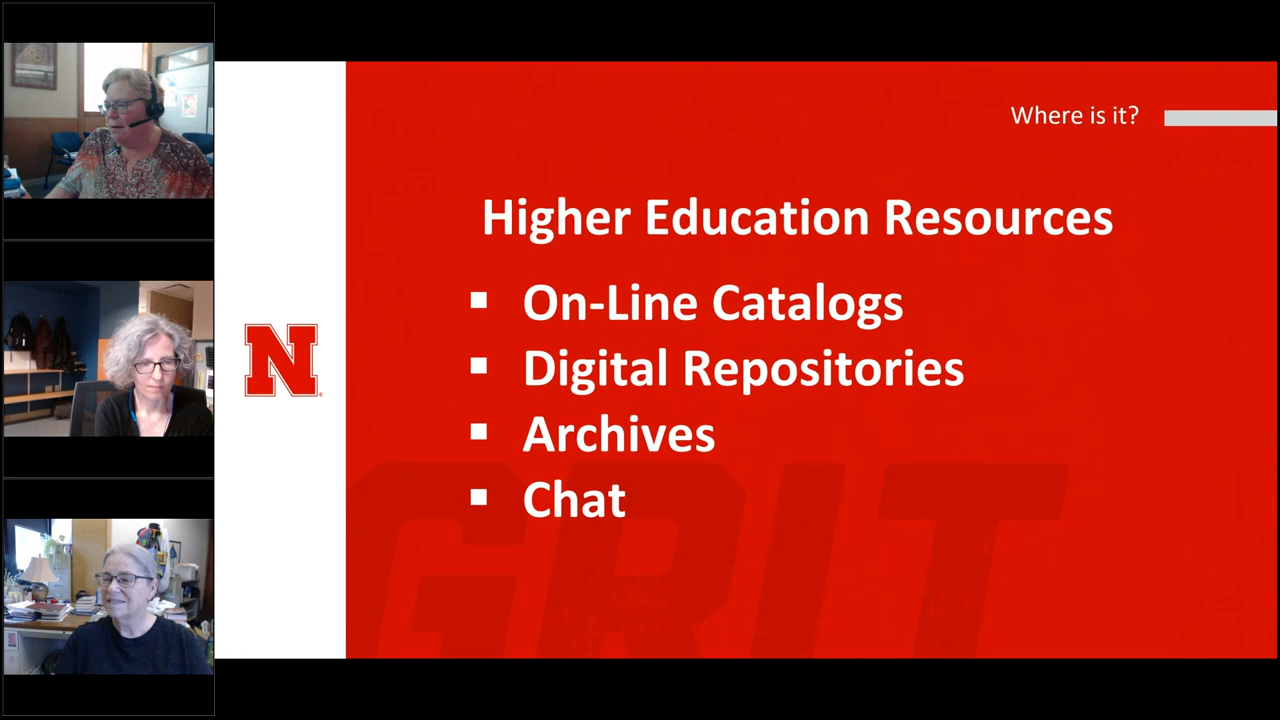 Where is it?
Higher Education Resources
On-Line Catalogs
Digital Repositories
Archives
Chat
N
GRIT